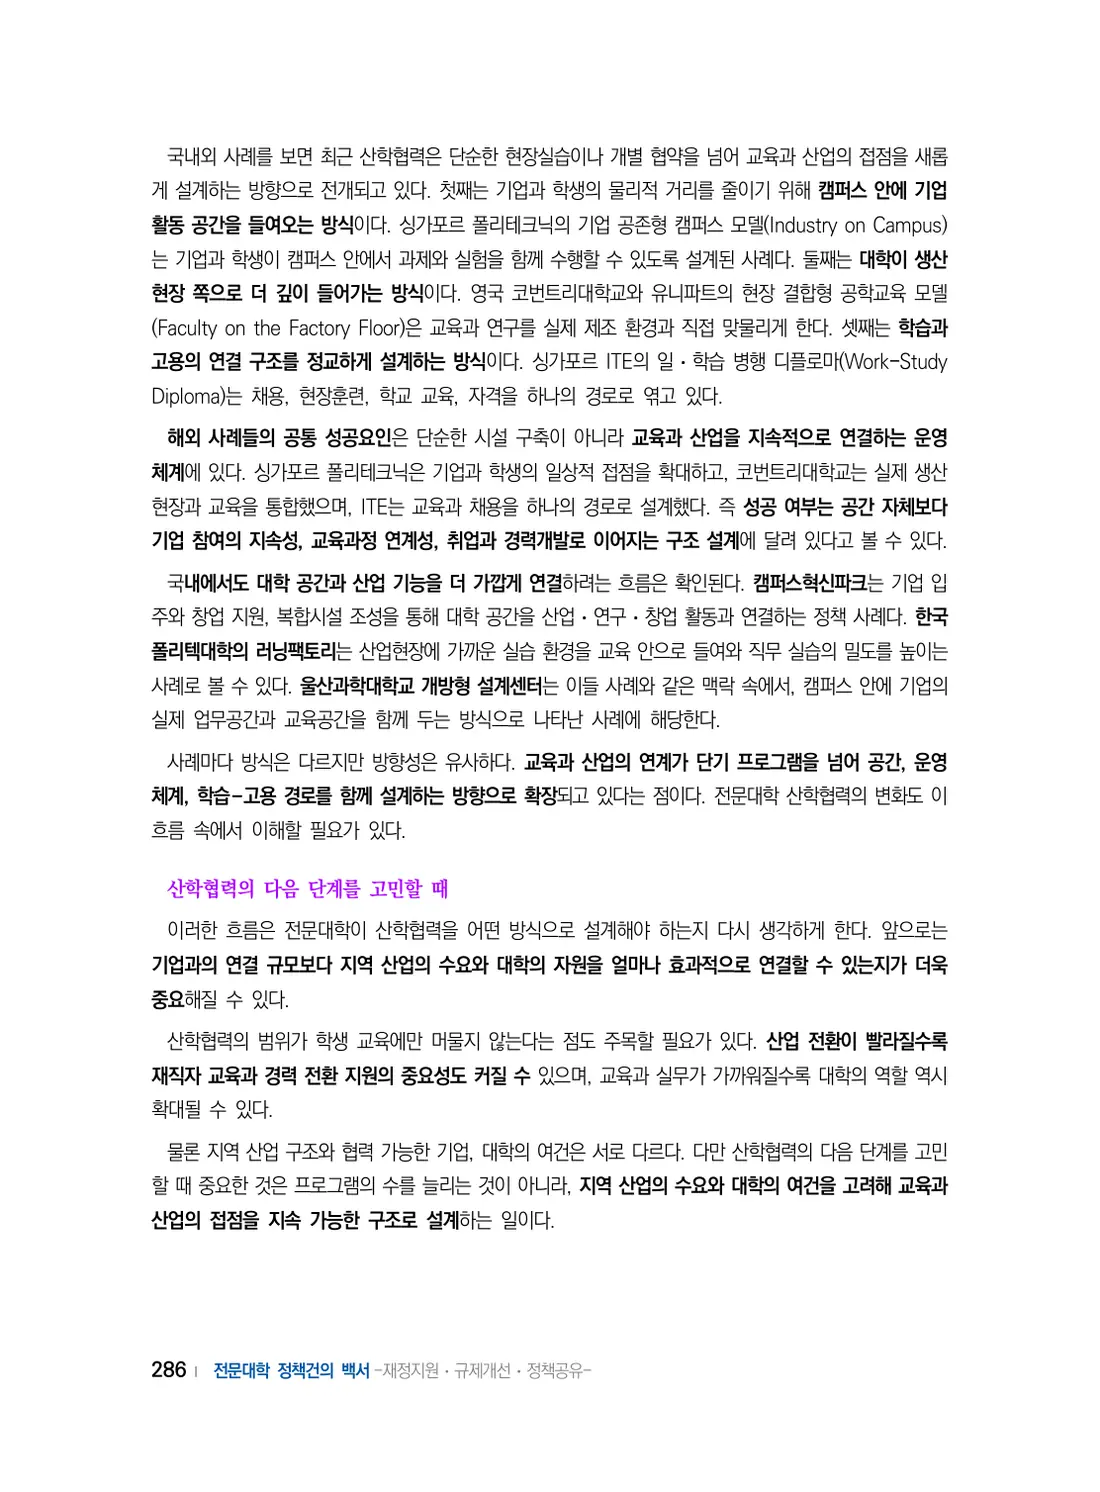 국내외 사례를 보면 최근 산학협력은 단순한 현장실습이나 개별 협약을 넘어 교육과 산업의 접점을 새롭
게 설계하는 방향으로 전개되고 있다. 첫째는 기업과 학생의 물리적 거리를 줄이기 위해 캠퍼스 안에 기업
활동 공간을 들여오는 방식이다. 싱가포르 폴리테크닉의 기업 공존형 캠퍼스 모델(Industry on Campus)
는 기업과 학생이 캠퍼스 안에서 과제와 실험을 함께 수행할 수 있도록 설계된 사례다. 둘째는 대학이 생산
현장 쪽으로 더 깊이 들어가는 방식이다. 영국 코번트리대학교와 유니파트의 현장 결합형 공학교육 모델
(Faculty on the Factory Floor)은 교육과 연구를 실제 제조 환경과 직접 맞물리게 한다. 셋째는 학습과
고용의 연결 구조를 정교하게 설계하는 방식이다. 싱가포르 ITE의 일·학습 병행 디플로마(Work-Study
Diploma)는 채용, 현장훈련, 학교 교육, 자격을 하나의 경로로 엮고 있다.
해외 사례들의 공통 성공요인은 단순한 시설 구축이 아니라 교육과 산업을 지속적으로 연결하는 운영
체계에 있다. 싱가포르 폴리테크닉은 기업과 학생의 일상적 접점을 확대하고, 코번트리대학교는 실제 생산
현장과 교육을 통합했으며, ITE는 교육과 채용을 하나의 경로로 설계했다. 즉 성공 여부는 공간 자체보다
기업 참여의 지속성, 교육과정 연계성, 취업과 경력개발로 이어지는 구조 설계에 달려 있다고 볼 수 있다.
국내에서도 대학 공간과 산업 기능을 더 가깝게 연결하려는 흐름은 확인된다. 캠퍼스혁신파크는 기업 입
주와 창업 지원, 복합시설 조성을 통해 대학 공간을 산업·연구·창업 활동과 연결하는 정책 사례다. 한국
폴리텍대학의 러닝팩토리는 산업현장에 가까운 실습 환경을 교육 안으로 들여와 직무 실습의 밀도를 높이는
사례로 볼 수 있다. 울산과학대학교 개방형 설계센터는 이들 사례와 같은 맥락 속에서, 캠퍼스 안에 기업의
실제 업무공간과 교육공간을 함께 두는 방식으로 나타난 사례에 해당한다.
사례마다 방식은 다르지만 방향성은 유사하다. 교육과 산업의 연계가 단기 프로그램을 넘어 공간, 운영
체계, 학습-고용 경로를 함께 설계하는 방향으로 확장되고 있다는 점이다. 전문대학 산학협력의 변화도 이
흐름 속에서 이해할 필요가 있다.
산학협력의 다음 단계를 고민할 때
이러한 흐름은 전문대학이 산학협력을 어떤 방식으로 설계해야 하는지 다시 생각하게 한다. 앞으로는
기업과의 연결 규모보다 지역 산업의 수요와 대학의 자원을 얼마나 효과적으로 연결할 수 있는지가 더욱
중요해질 수 있다.
산학협력의 범위가 학생 교육에만 머물지 않는다는 점도 주목할 필요가 있다. 산업 전환이 빨라질수록
재직자 교육과 경력 전환 지원의 중요성도 커질 수 있으며, 교육과 실무가 가까워질수록 대학의 역할 역시
확대될 수 있다.
물론 지역 산업 구조와 협력 가능한 기업, 대학의 여건은 서로 다르다. 다만 산학협력의 다음 단계를 고민
할 때 중요한 것은 프로그램의 수를 늘리는 것이 아니라, 지역 산업의 수요와 대학의 여건을 고려해 교육과
산업의 접점을 지속 가능한 구조로 설계하는 일이다.
286 | 전문대학 정책건의 백서 -재정지원·규제개선·정책공유-